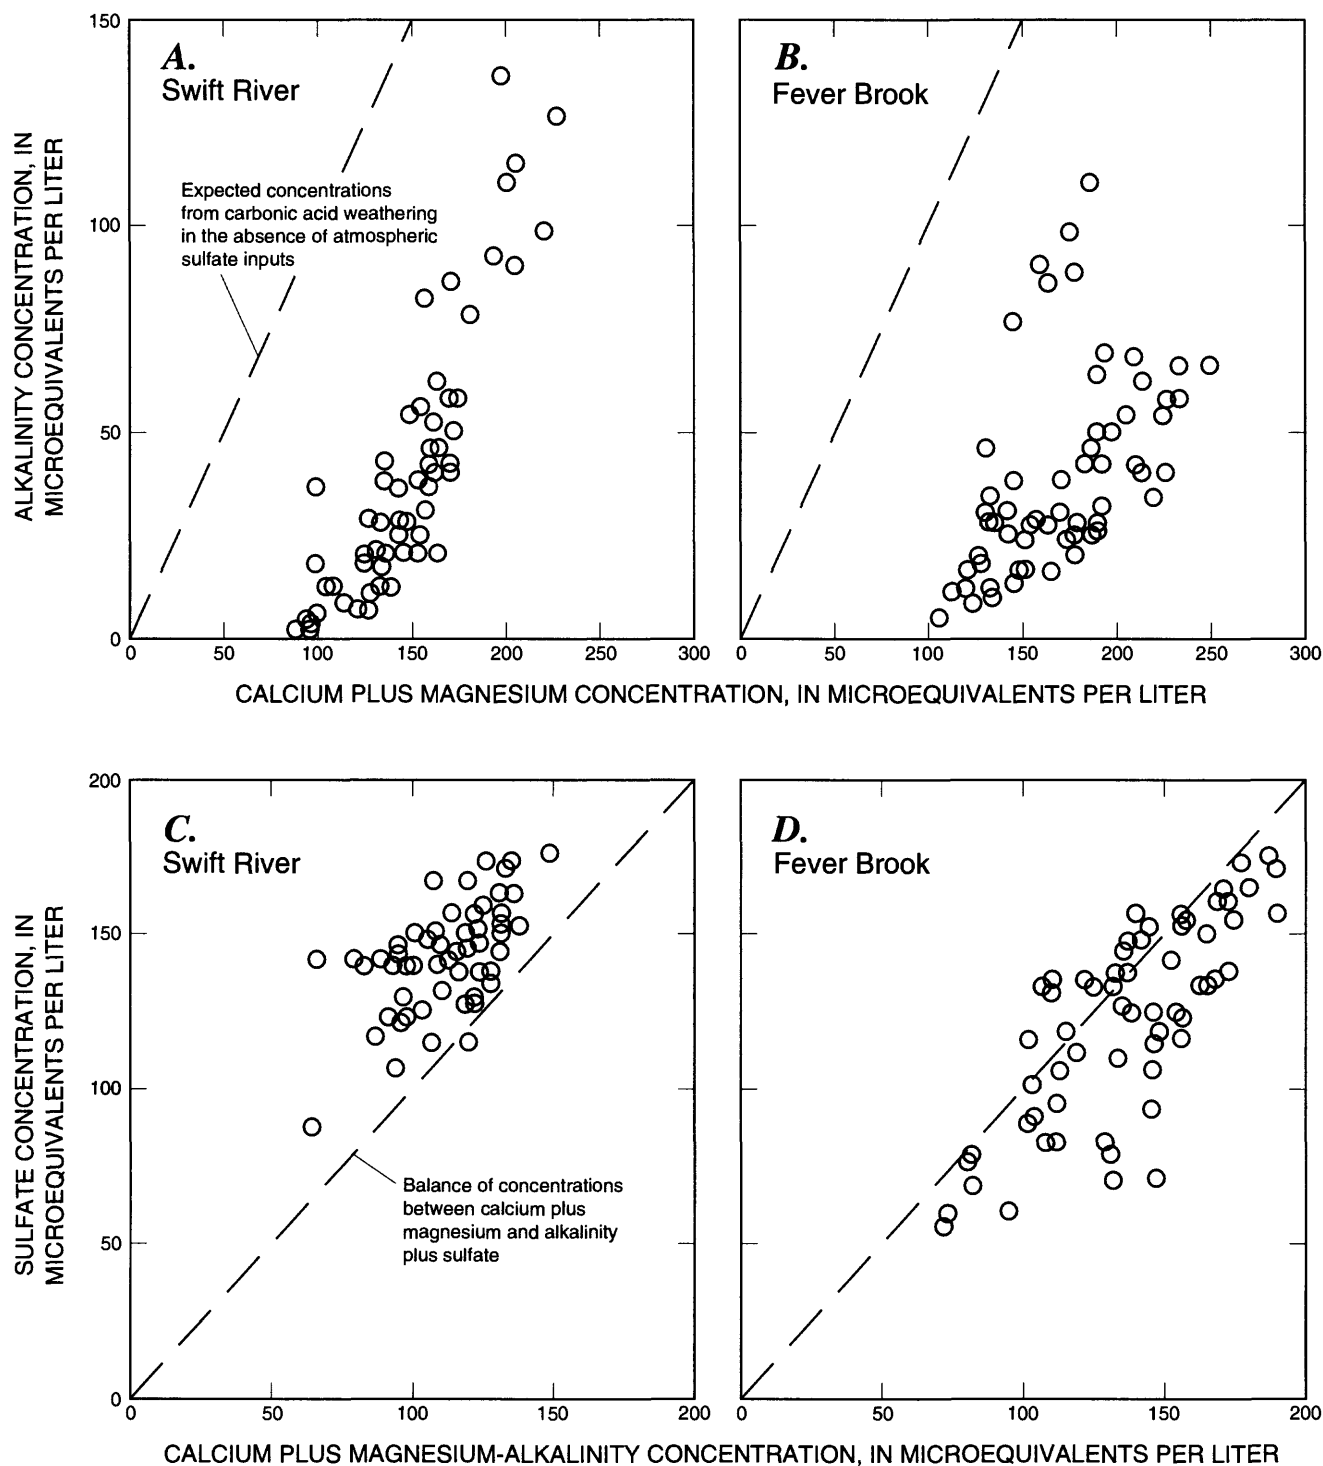 ALKALINITY CONCENTRATION, IN
MICROEQUIVALENTS PER LITER
150
100
50
0
A.
Swift River
Expected concentrations
from carbonic acid weathering
in the absence of atmospheric
sulfate inputs
0 50 100 150 200 250 300
B.
Fever Brook
0 50 100 150 200 250 300
CALCIUM PLUS MAGNESIUM CONCENTRATION, IN MICROEQUIVALENTS PER LITER
SULFATE CONCENTRATION, IN
MICROEQUIVALENTS PER LITER
200
150
100
50
0
C.
Swift River
Balance of concentrations
between calcium plus
magnesium and alkalinity
plus sulfate
0 50 100 150 200
D.
Fever Brook
0 50 100 150 200
CALCIUM PLUS MAGNESIUM-ALKALINITY CONCENTRATION, IN MICROEQUIVALENTS PER LITER